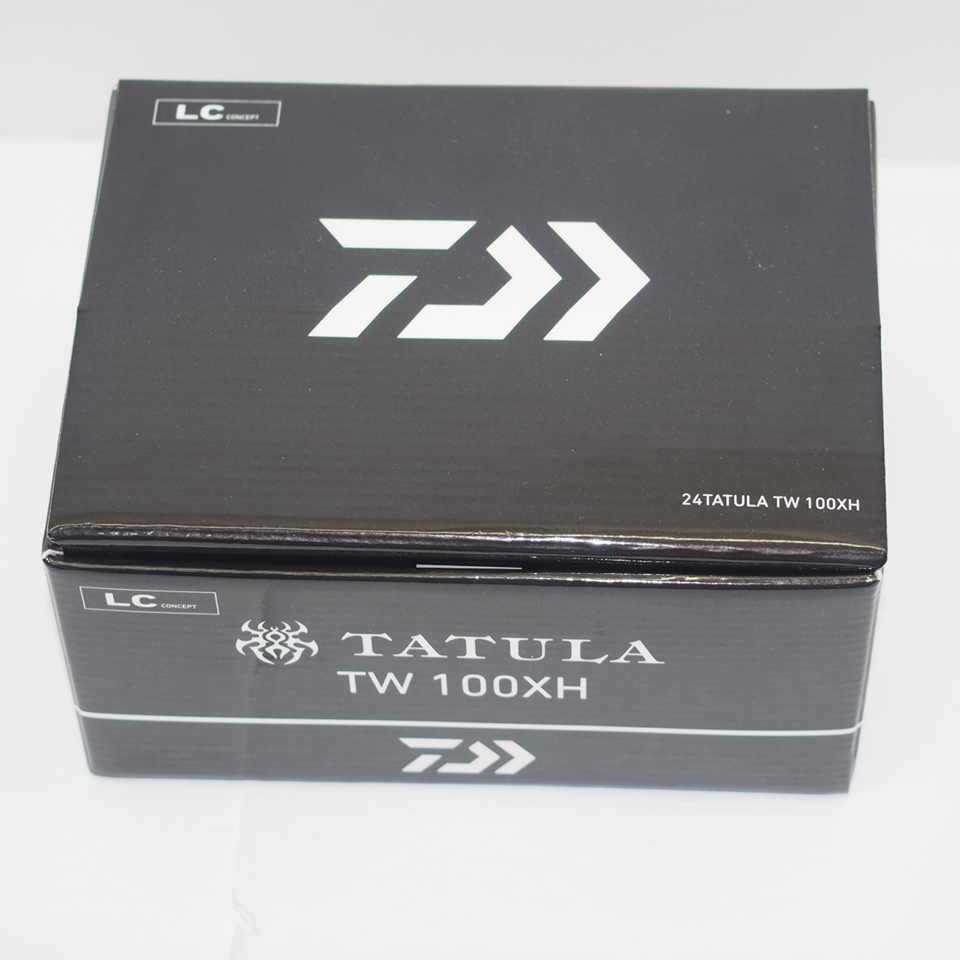 LC CONCEPT
24TATULA TW 100XH
LC CONCEPT
TATULA
TW 100XH